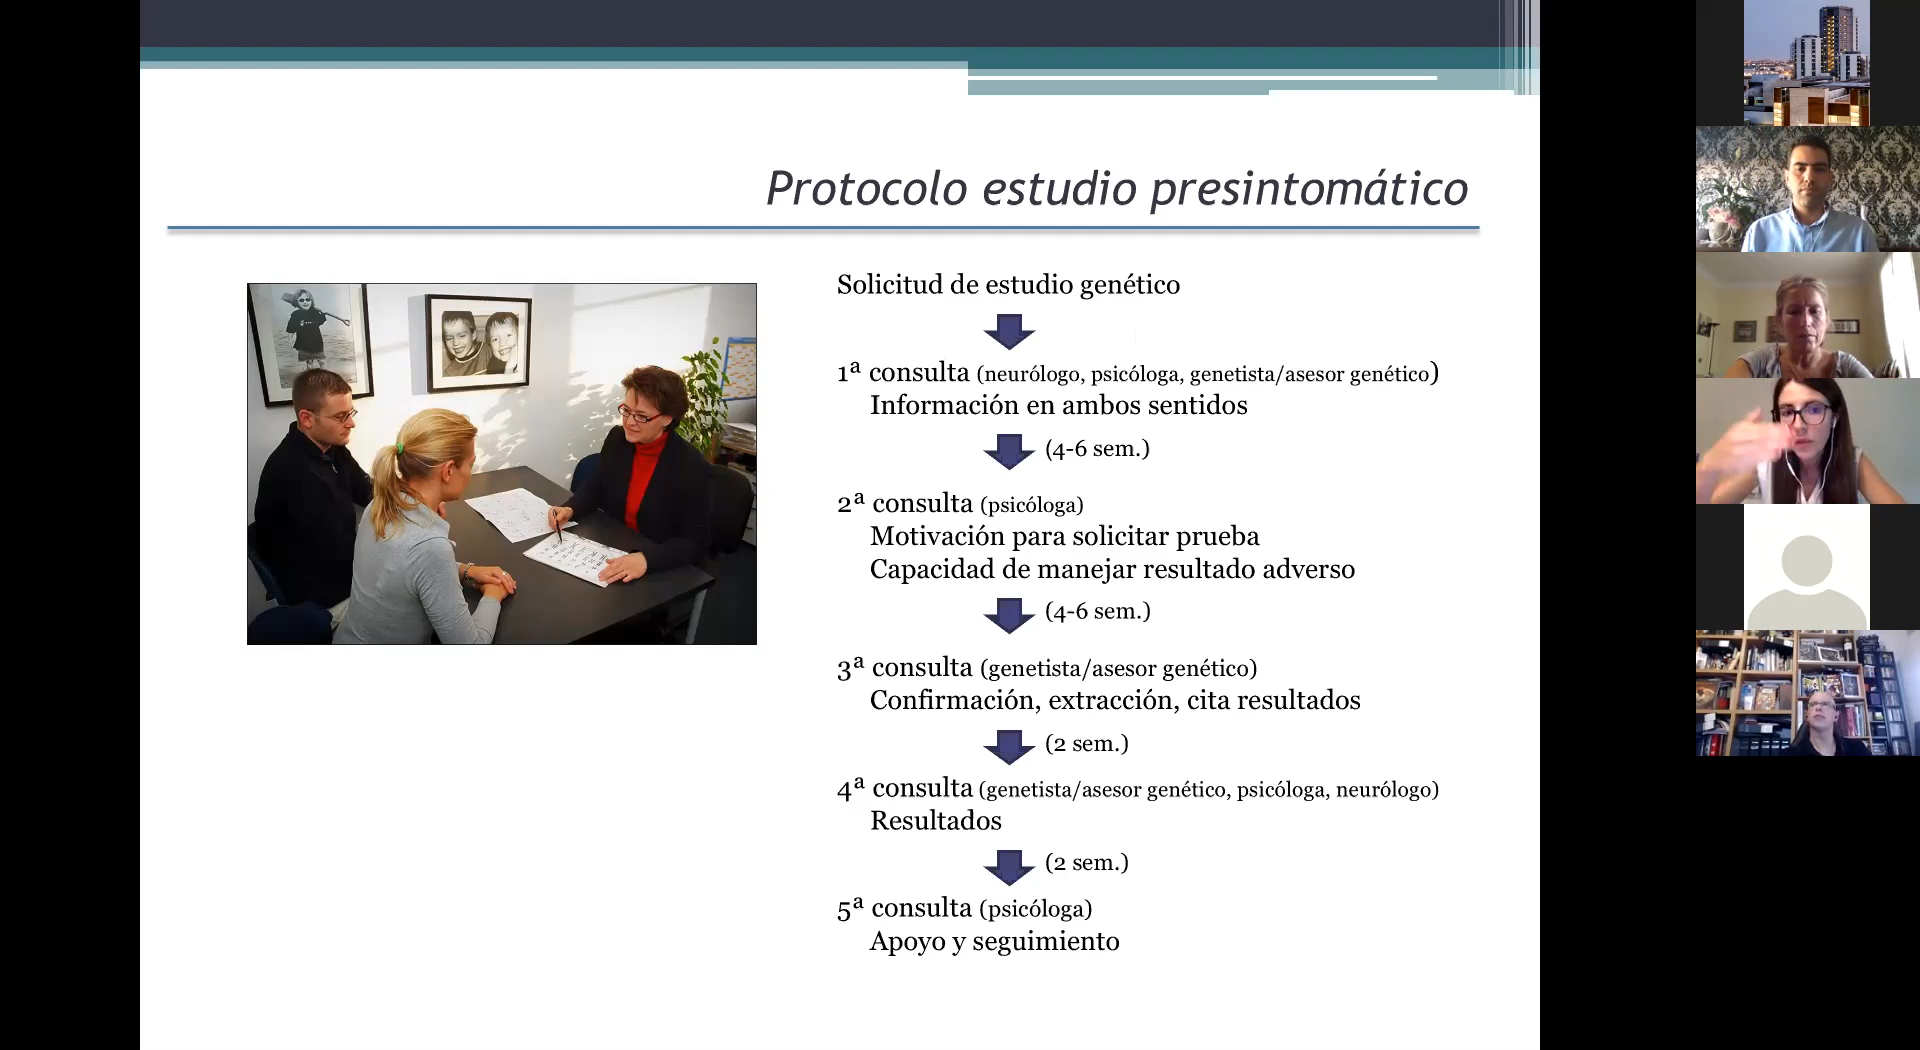 Protocolo estudio presintomático
Solicitud de estudio genético
1ª consulta (neurólogo, psicóloga, genetista/asesor genético)
Información en ambos sentidos
(4-6 sem.)
2ª consulta (psicóloga)
Motivación para solicitar prueba
Capacidad de manejar resultado adverso
(4-6 sem.)
3ª consulta (genetista/asesor genético)
Confirmación, extracción, cita resultados
(2 sem.)
4ª consulta (genetista/asesor genético, psicóloga, neurólogo)
Resultados
(2 sem.)
5ª consulta (psicóloga)
Apoyo y seguimiento